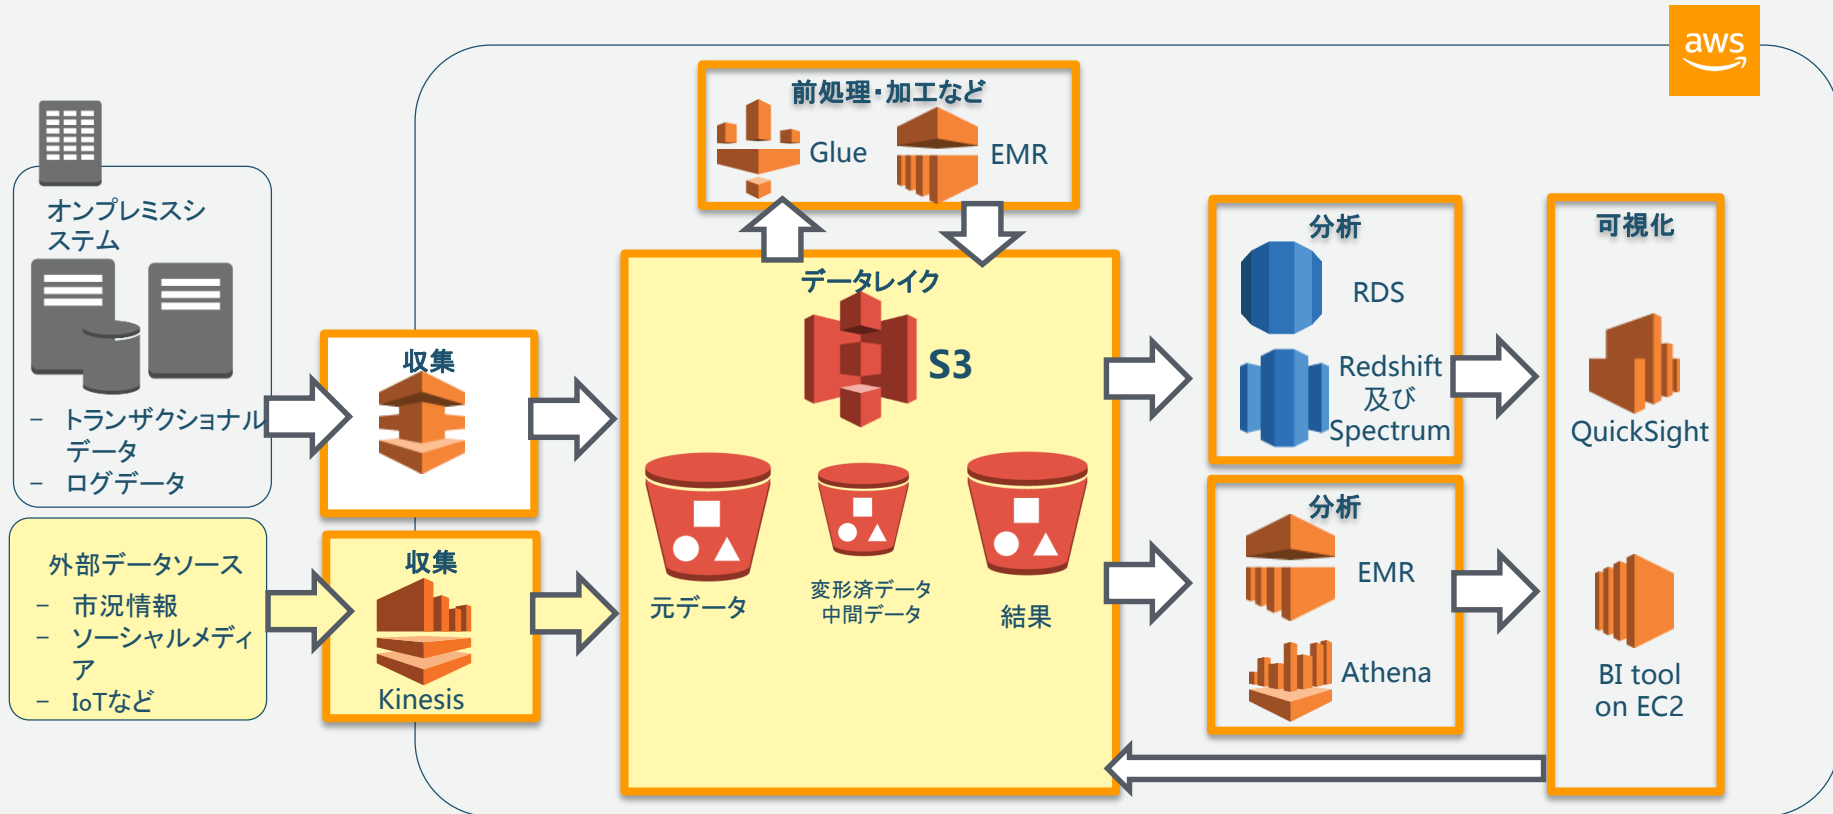 aws
前処理・加工など
Glue
EMR
オンプレミスシ
ステム
- トランザクショナル
データ
- ログデータ
収集
外部データソース
- 市況情報
- ソーシャルメディ
ア
- IoTなど
収集
Kinesis
データレイク
S3
元データ
変形済データ
中間データ
結果
分析
RDS
Redshift
及び
Spectrum
分析
EMR
Athena
可視化
QuickSight
BI tool
on EC2